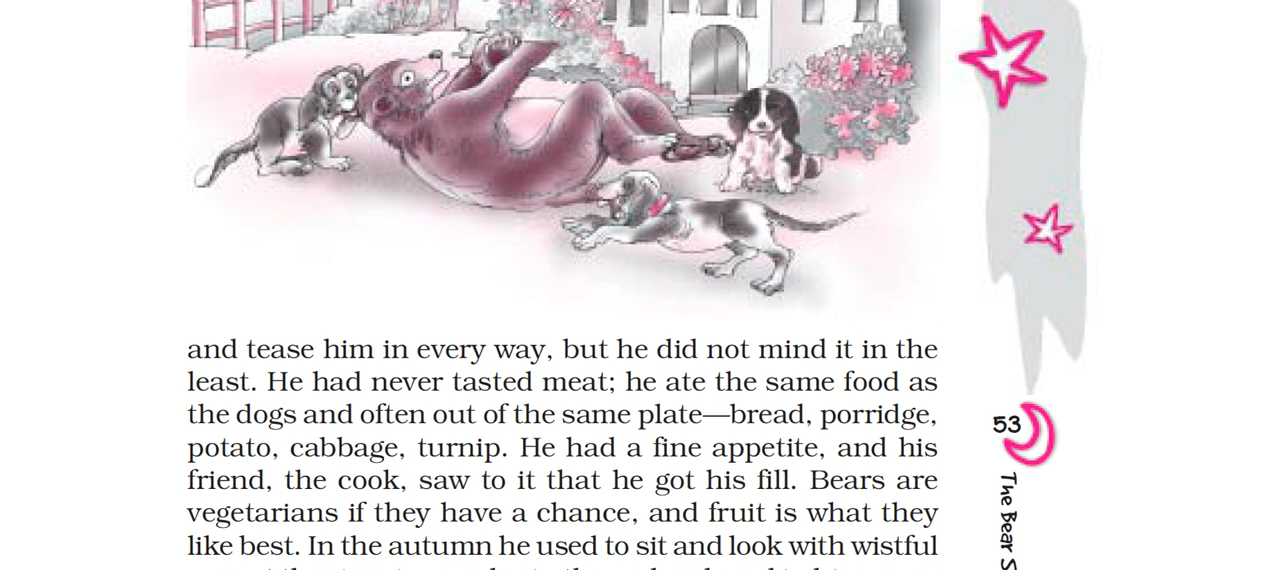 and tease him in every way, but he did not mind it in the
least. He had never tasted meat; he ate the same food as
the dogs and often out of the same plate—bread, porridge,
potato, cabbage, turnip. He had a fine appetite, and his
friend, the cook, saw to it that he got his fill. Bears are
vegetarians if they have a chance, and fruit is what they
like best. In the autumn he used to sit and look with wistful
53
The Bear S